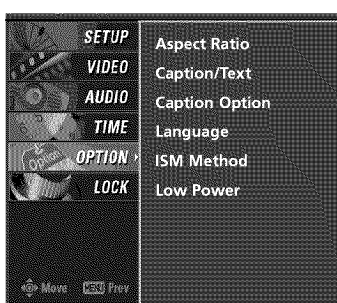 SETUP
VIDEO
AUDIO
TIME
OPTION
LOCK
Aspect Ratio
Caption/Text
Caption Option
Language
ISM Method
Low Power
Move MENU Prev